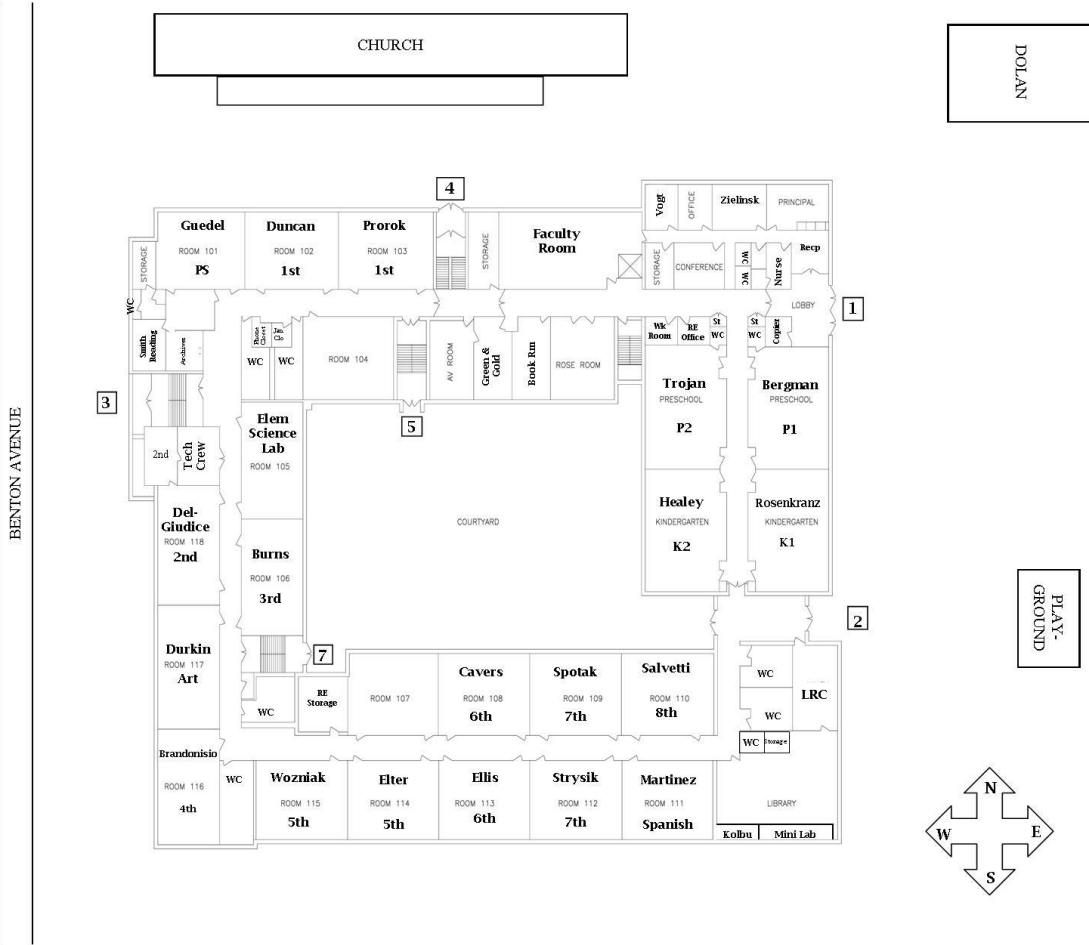 CHURCH
DOLAN
BENTON AVENUE
4
Guedel
ROOM 101
PS
Duncan
ROOM 102
1st
Prorok
ROOM 103
1st
STORAGE
STORAGE
Faculty
Room
Vogt
OFFICE
Zielinsk
PRINCIPAL
STORAGE
CONFERENCE
WC
WC
Nurse
Recp
LOBBY
1
WC
Smith
Reading
Archives
Phone
Closet
Jan.
Clo
WC
WC
ROOM 104
AV ROOM
Green &
Gold
Book Rm
ROSE ROOM
Wk
Room
RE
Office
St
WC
St
WC
Copier
3
5
Trojan
PRESCHOOL
P2
Bergman
PRESCHOOL
P1
2nd
Tech
Crew
Elem
Science
Lab
ROOM 105
Del-
Giudice
ROOM 118
2nd
Burns
ROOM 106
3rd
COURTYARD
Healey
KINDERGARTEN
K2
Rosenkranz
KINDERGARTEN
K1
2
PLAY-
GROUND
Durkin
ROOM 117
Art
7
WC
RE
Storage
ROOM 107
Cavers
ROOM 108
6th
Spotak
ROOM 109
7th
Salvetti
ROOM 110
8th
WC
WC
LRC
WC
Storage
Brandonisio
ROOM 116
4th
WC
Wozniak
ROOM 115
5th
Elter
ROOM 114
5th
Ellis
ROOM 113
6th
Strysik
ROOM 112
7th
Martinez
ROOM 111
Spanish
LIBRARY
Kolbu
Mini Lab
N
W
E
S